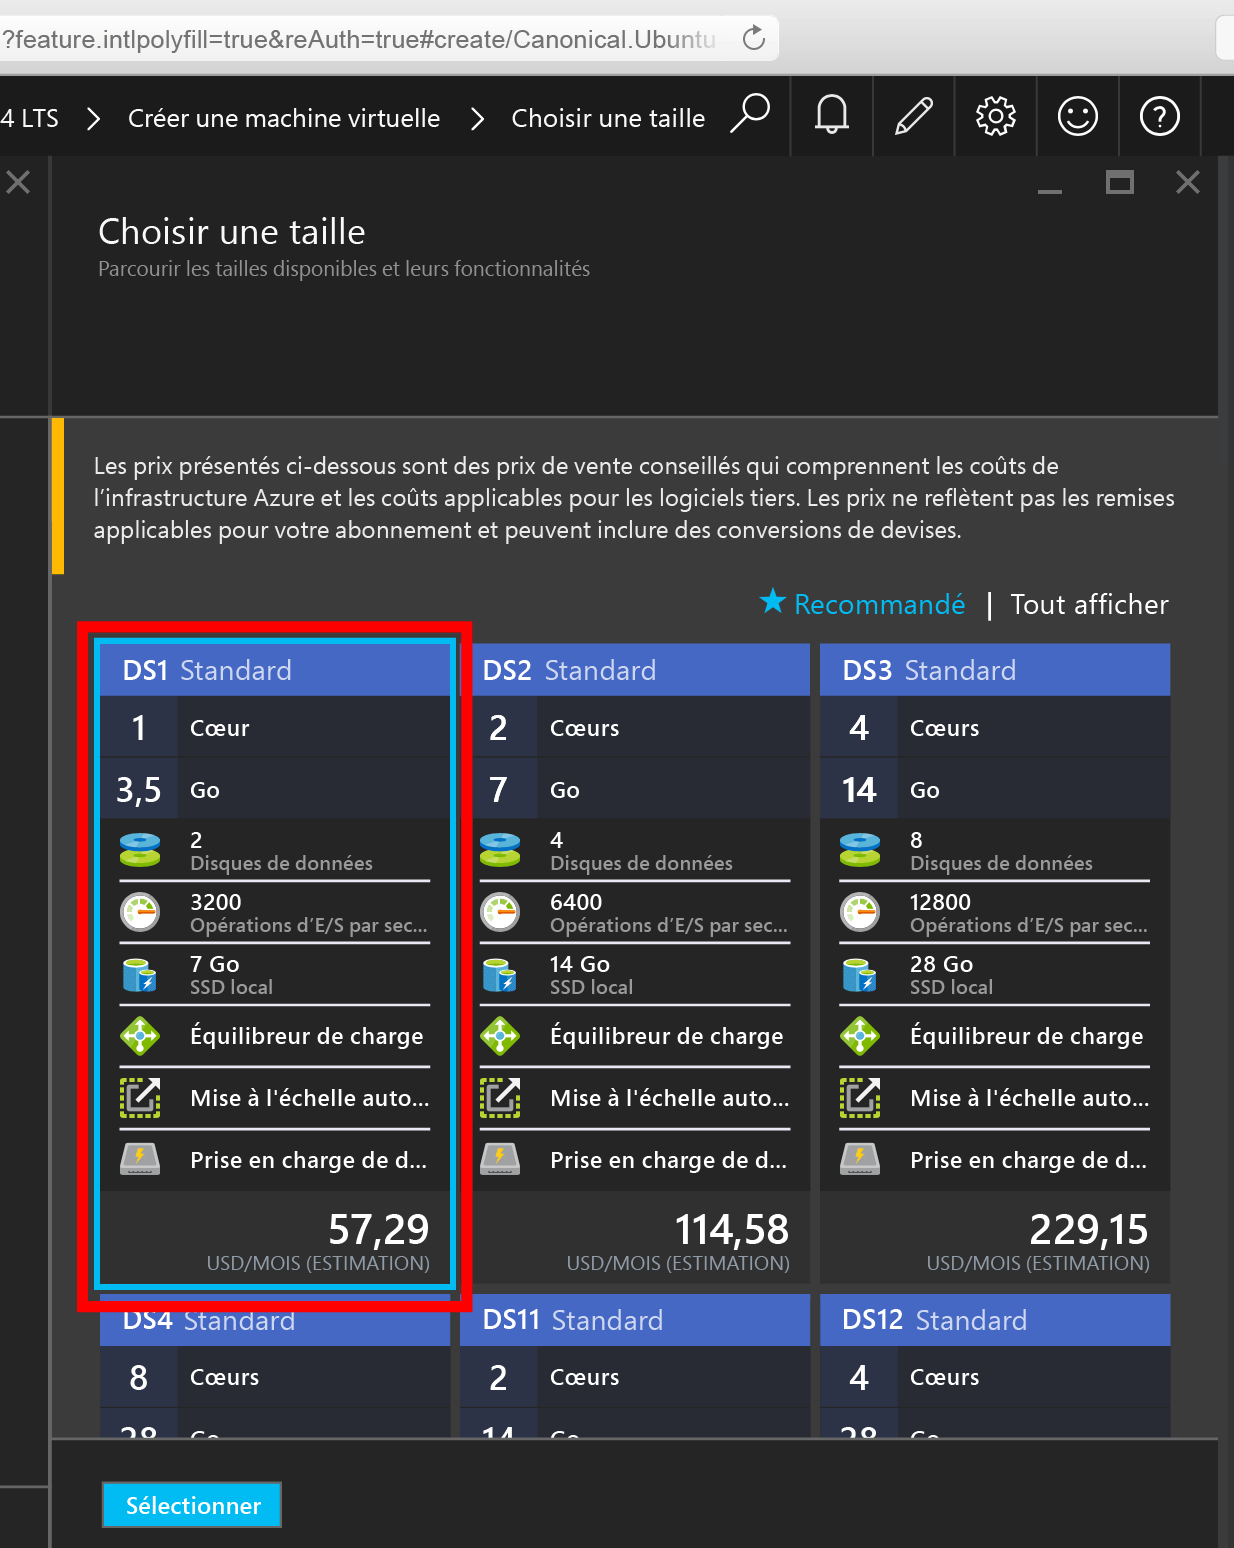 ?feature.intlpolyfill=true&reAuth=true#create/Canonical.Ubuntu
4 LTS > Créer une machine virtuelle > Choisir une taille
Choisir une taille
Parcourir les tailles disponibles et leurs fonctionnalités
Les prix présentés ci-dessous sont des prix de vente conseillés qui comprennent les coûts de
l'infrastructure Azure et les coûts applicables pour les logiciels tiers. Les prix ne reflètent pas les remises
applicables pour votre abonnement et peuvent inclure des conversions de devises.
★ Recommandé | Tout afficher
DS1 Standard
1 Cœur
3,5 Go
2
Disques de données
3200
Opérations d'E/S par sec...
7 Go
SSD local
Équilibreur de charge
Mise à l'échelle auto...
Prise en charge de d...
57,29
USD/MOIS (ESTIMATION)
DS2 Standard
2 Cœurs
7 Go
4
Disques de données
6400
Opérations d'E/S par sec...
14 Go
SSD local
Équilibreur de charge
Mise à l'échelle auto...
Prise en charge de d...
114,58
USD/MOIS (ESTIMATION)
DS3 Standard
4 Cœurs
14 Go
8
Disques de données
12800
Opérations d'E/S par sec...
28 Go
SSD local
Équilibreur de charge
Mise à l'échelle auto...
Prise en charge de d...
229,15
USD/MOIS (ESTIMATION)
DS4 Standard
8 Cœurs
28 Go
DS11 Standard
2 Cœurs
14 Go
DS12 Standard
4 Cœurs
28 Go
Sélectionner